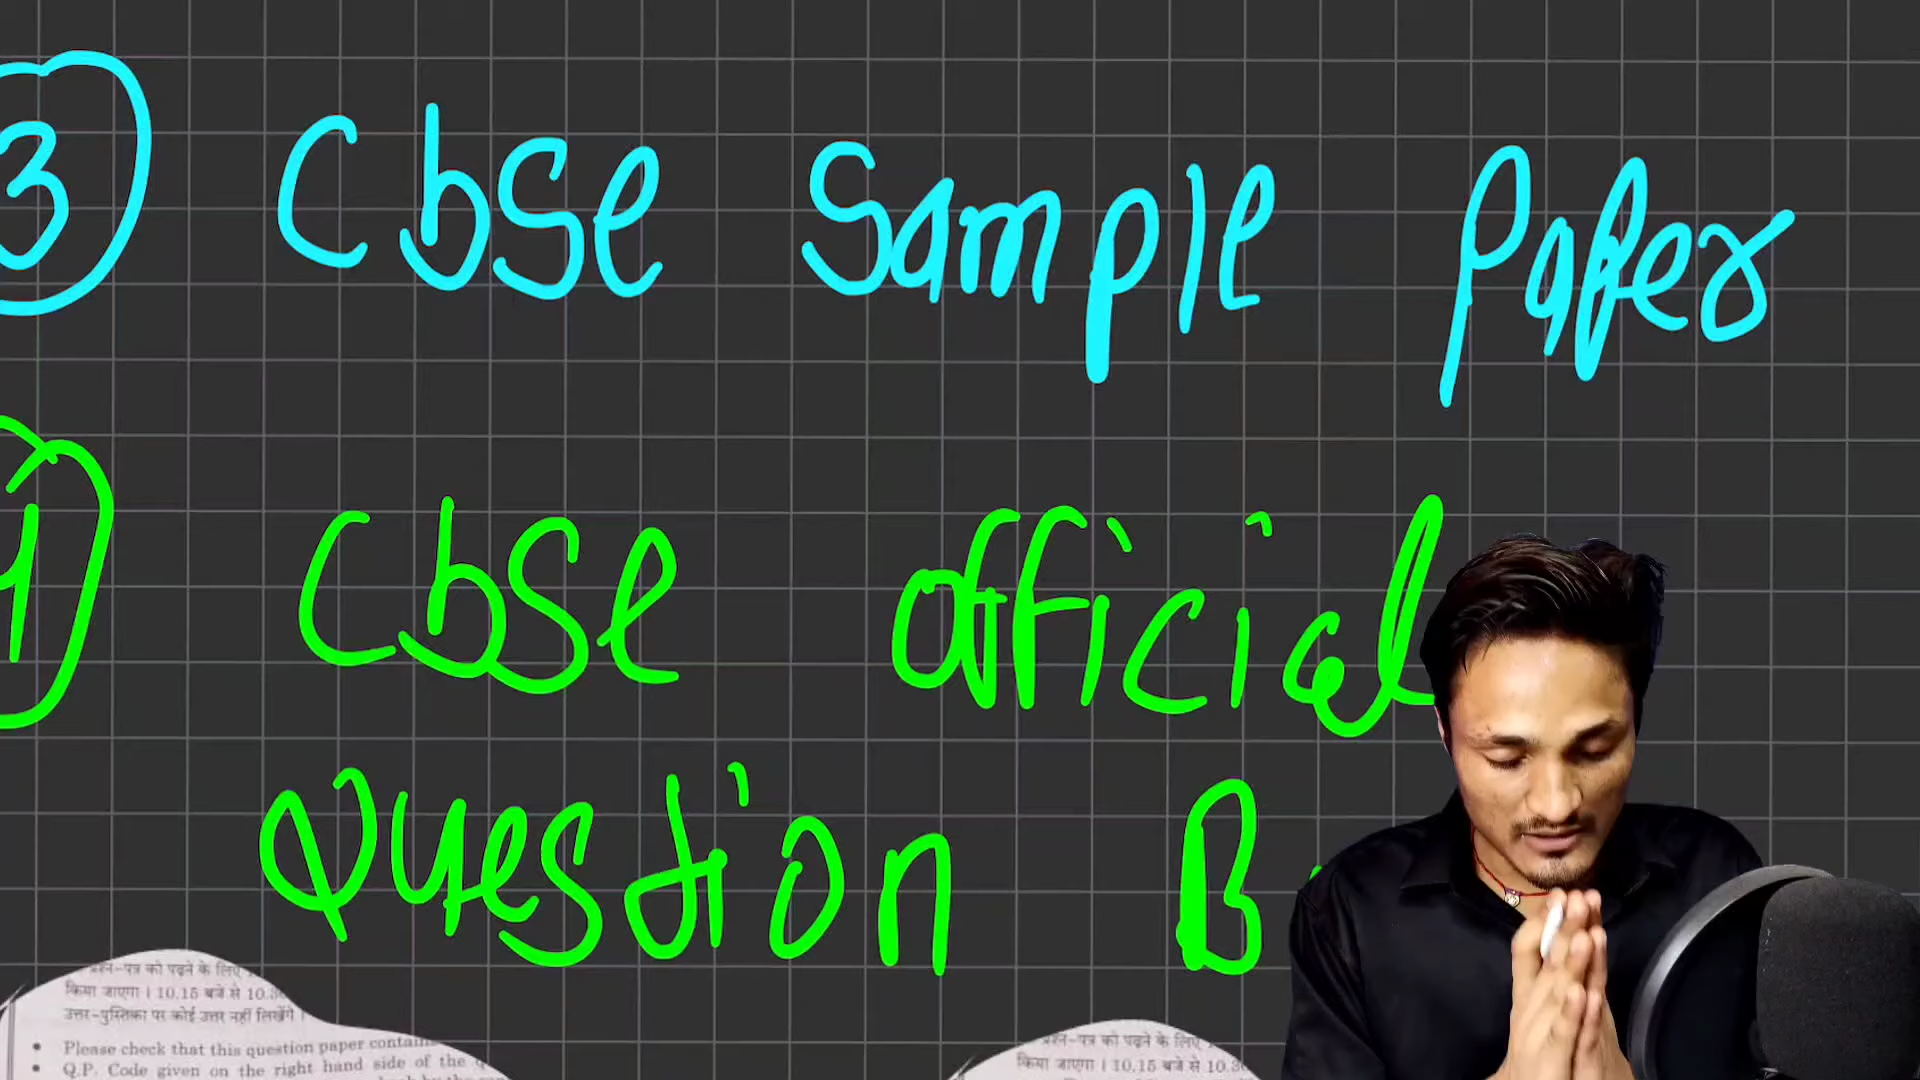 3 Cbse Sample Paper
Cbse official
Question B
प्रश्न-पत्र को पढ़ने के लिए
किया जाएगा । 10.15 बजे से 10.30
उत्तर-पुस्तिका पर कोई उत्तर नहीं लिखेंगे ।
• Please check that this question paper contain
• Q.P. Code given on the right hand side of the
प्रश्न-पत्र को पढ़ने के लिए
किया जाएगा । 10.15 बजे से 10.30